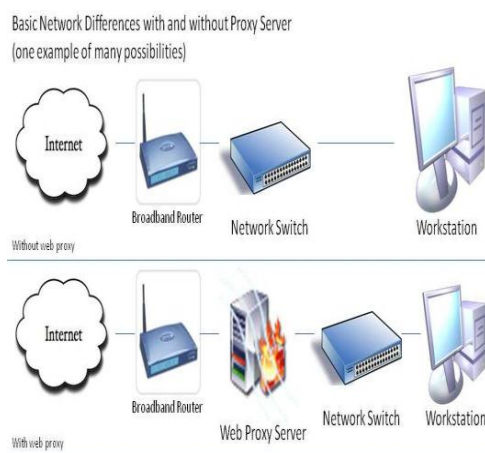 Basic Network Differences with and without Proxy Server
(one example of many possibilities)
Internet
Broadband Router
Network Switch
Workstation
Without web proxy
Internet
Broadband Router
Web Proxy Server
Network Switch
Workstation
With web proxy